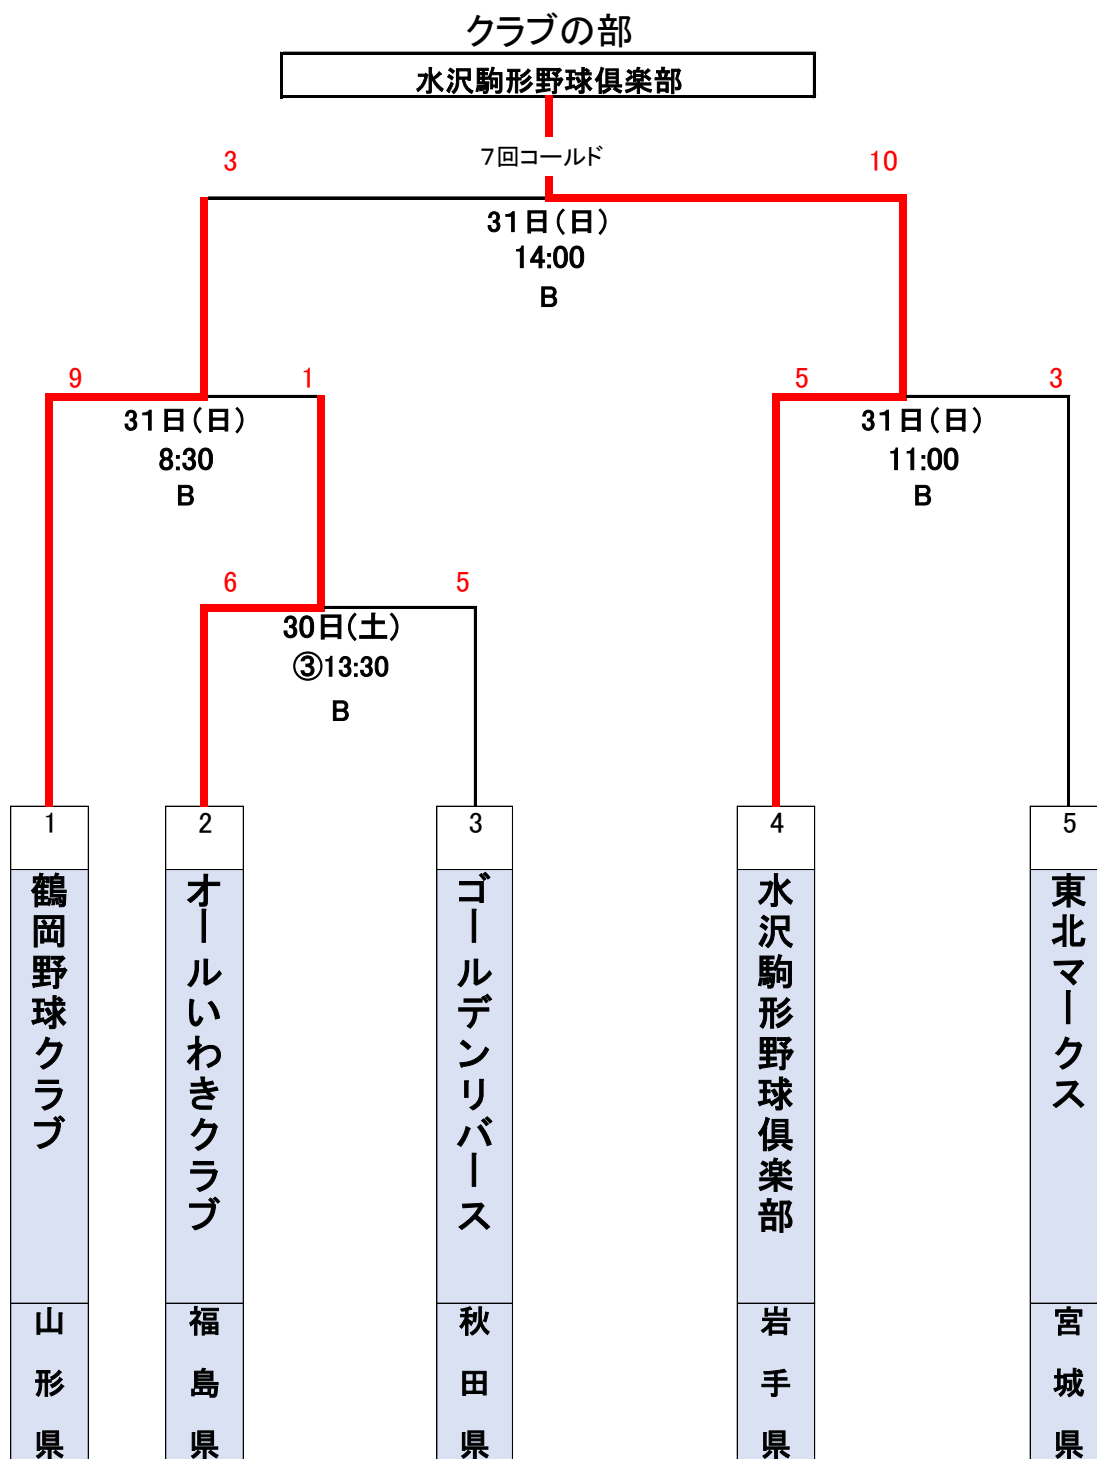 クラブの部
水沢駒形野球倶楽部
7回コールド
3
10
31日(日)
14:00
B
9
1
31日(日)
8:30
B
5
3
31日(日)
11:00
B
6
5
30日(土)
③13:30
B
1
鶴岡野球クラブ
山形県
2
オールいわきクラブ
福島県
3
ゴールデンリバース
秋田県
4
水沢駒形野球倶楽部
岩手県
5
東北マークス
宮城県